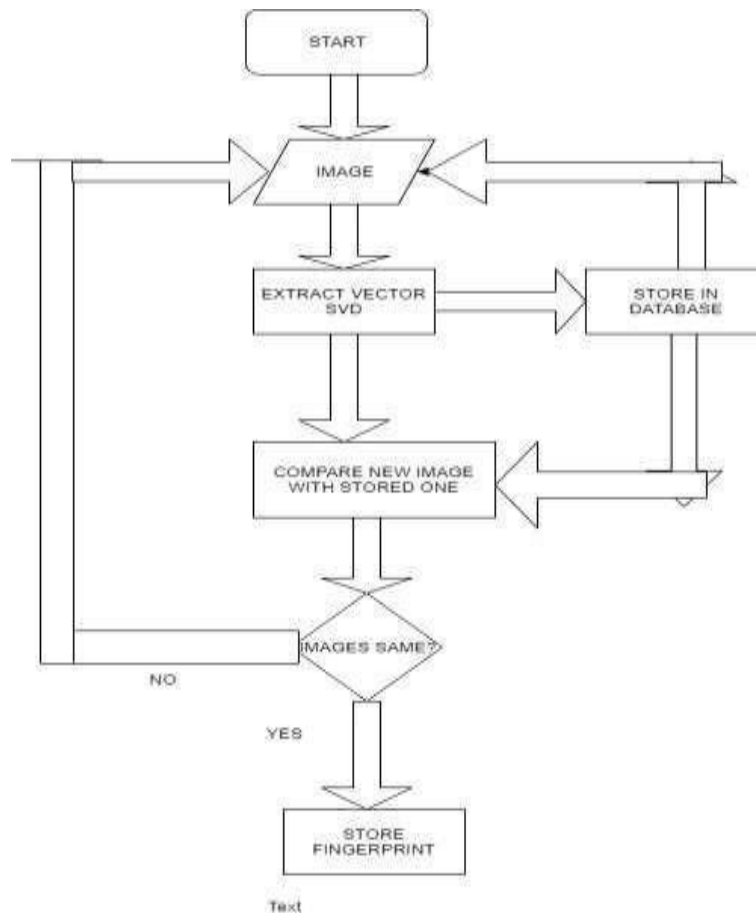 START
IMAGE
EXTRACT VECTOR
SVD
STORE IN
DATABASE
COMPARE NEW IMAGE
WITH STORED ONE
IMAGES SAME?
NO
YES
STORE
FINGERPRINT
Text